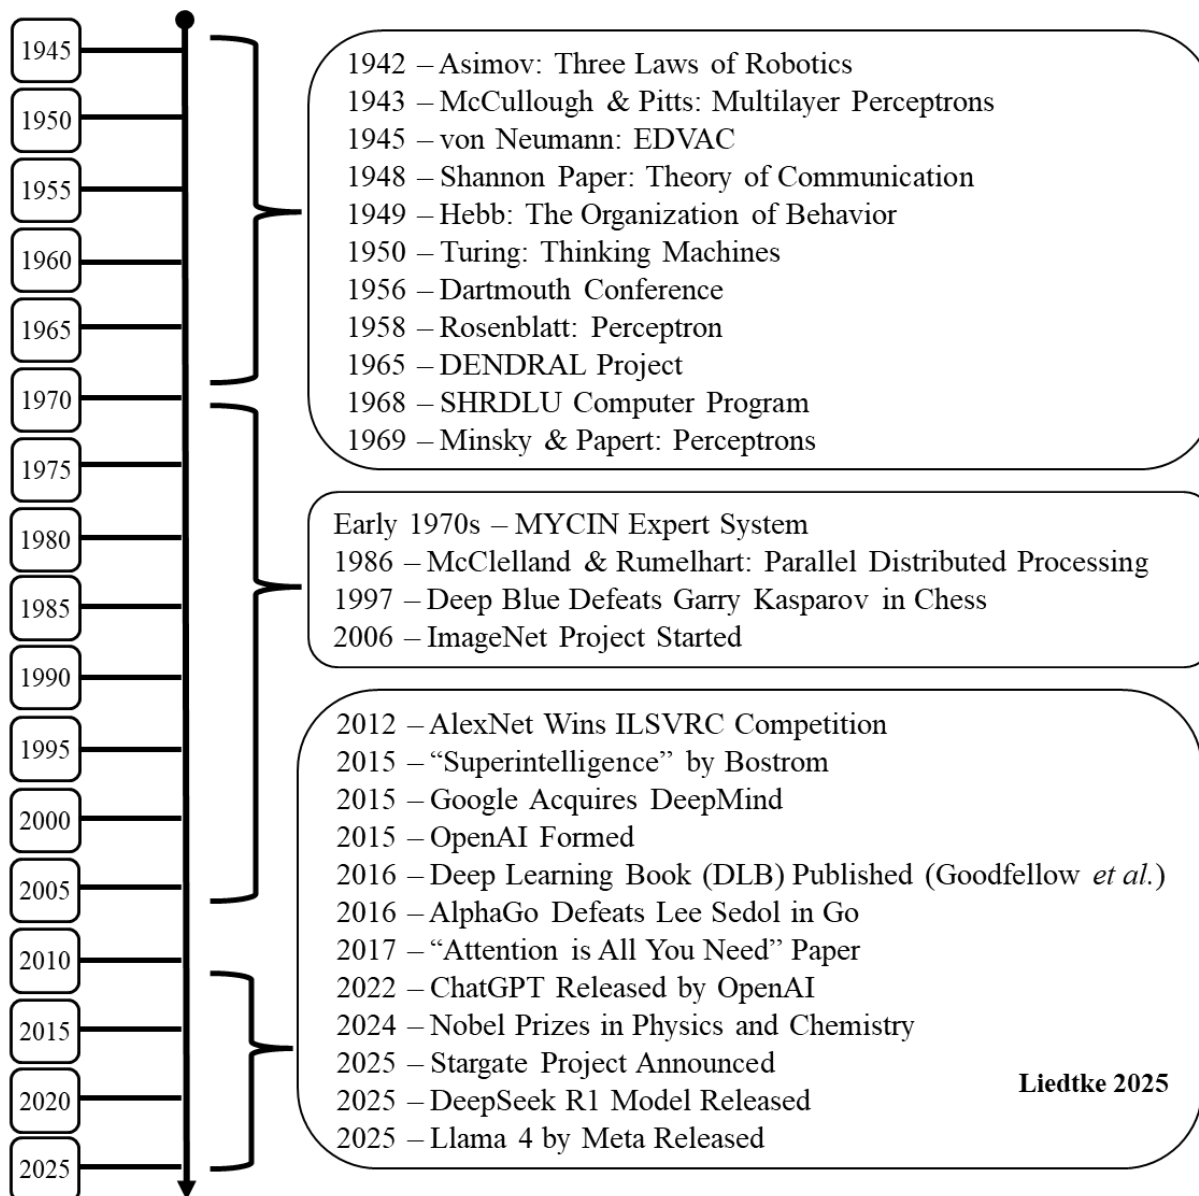 1945
1950
1955
1960
1965
1970
1975
1980
1985
1990
1995
2000
2005
2010
2015
2020
2025
1942 – Asimov: Three Laws of Robotics
1943 – McCullough & Pitts: Multilayer Perceptrons
1945 – von Neumann: EDVAC
1948 – Shannon Paper: Theory of Communication
1949 – Hebb: The Organization of Behavior
1950 – Turing: Thinking Machines
1956 – Dartmouth Conference
1958 – Rosenblatt: Perceptron
1965 – DENDRAL Project
1968 – SHRDLU Computer Program
1969 – Minsky & Papert: Perceptrons
Early 1970s – MYCIN Expert System
1986 – McClelland & Rumelhart: Parallel Distributed Processing
1997 – Deep Blue Defeats Garry Kasparov in Chess
2006 – ImageNet Project Started
2012 – AlexNet Wins ILSVRC Competition
2015 – “Superintelligence” by Bostrom
2015 – Google Acquires DeepMind
2015 – OpenAI Formed
2016 – Deep Learning Book (DLB) Published (Goodfellow et al.)
2016 – AlphaGo Defeats Lee Sedol in Go
2017 – “Attention is All You Need” Paper
2022 – ChatGPT Released by OpenAI
2024 – Nobel Prizes in Physics and Chemistry
2025 – Stargate Project Announced
2025 – DeepSeek R1 Model Released
2025 – Llama 4 by Meta Released
Liedtke 2025